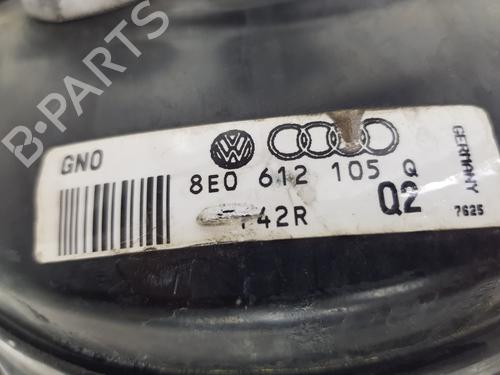 B-PARTS
GNO
8E0 612 105 Q
42R
Q2
GERMANY
7625